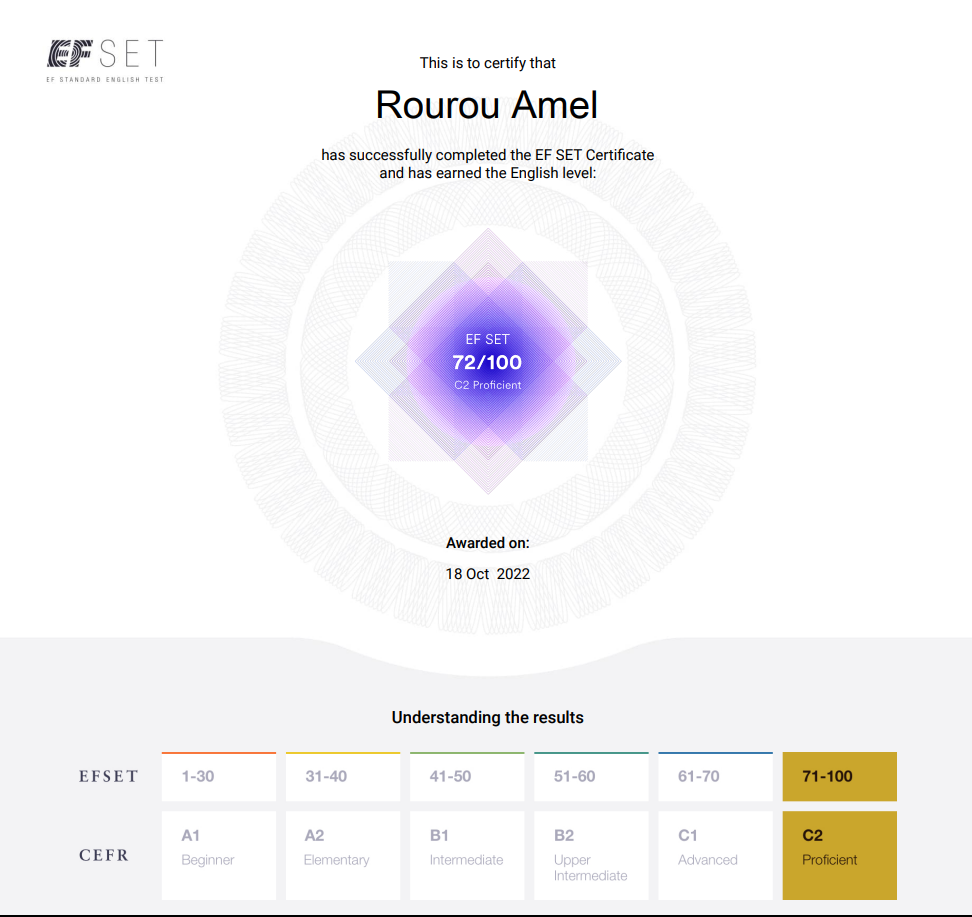 EF SET
EF STANDARD ENGLISH TEST
This is to certify that
Rourou Amel
has successfully completed the EF SET Certificate
and has earned the English level:
EF SET
72/100
C2 Proficient
Awarded on:
18 Oct 2022
Understanding the results
EFSET 1-30 31-40 41-50 51-60 61-70 71-100
CEFR
A1 A2 B1 B2 C1 C2
Beginner Elementary Intermediate Upper Advanced Proficient
Intermediate